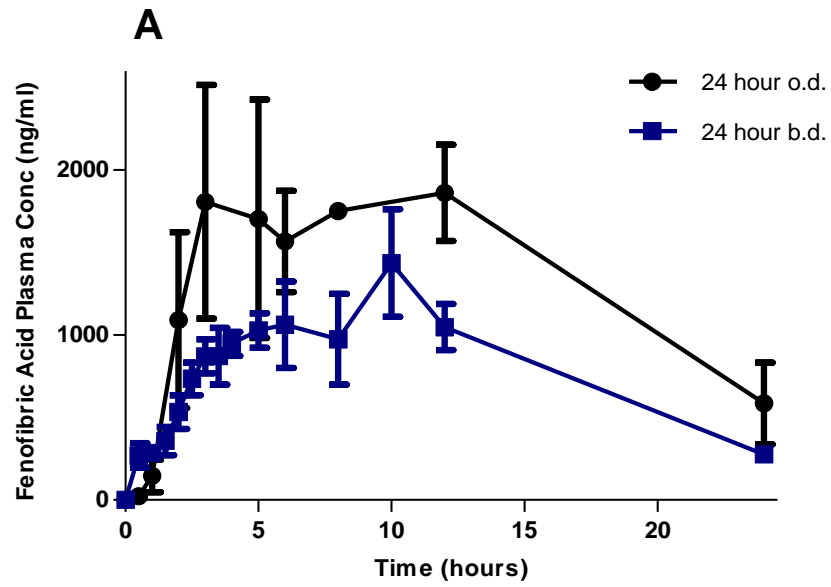 A
24 hour o.d.
24 hour b.d.
Fenofibric Acid Plasma Conc (ng/ml)
2000
1000
0
0 5 10 15 20
Time (hours)